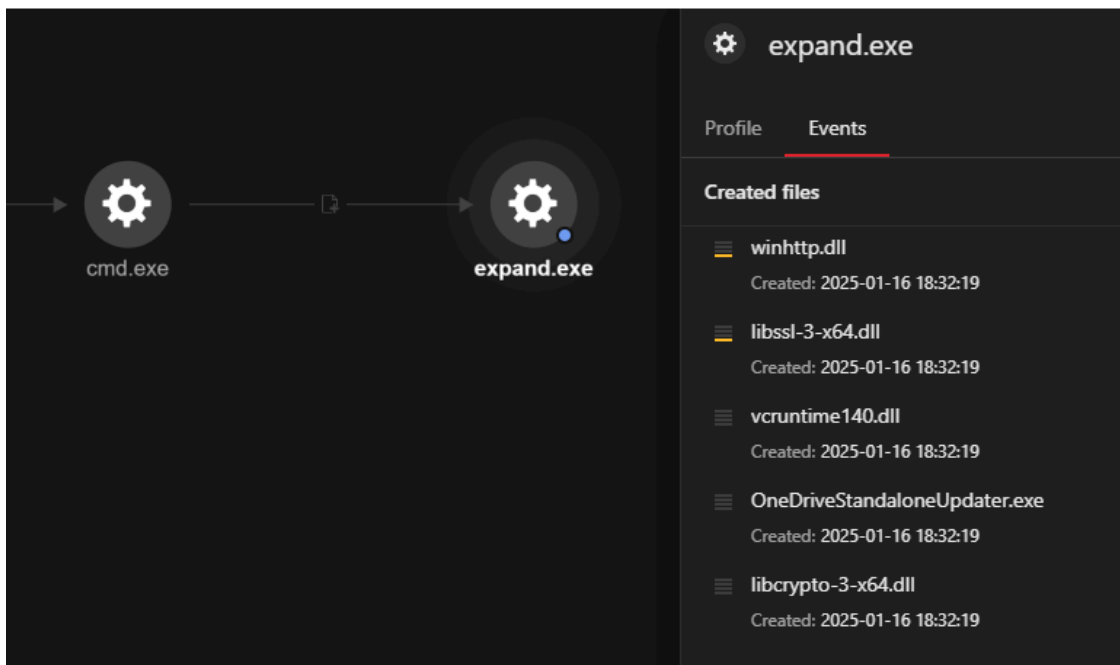 cmd.exe
expand.exe
expand.exe
Profile Events
Created files
winhttp.dll
Created: 2025-01-16 18:32:19
libssl-3-x64.dll
Created: 2025-01-16 18:32:19
vcruntime140.dll
Created: 2025-01-16 18:32:19
OneDriveStandaloneUpdater.exe
Created: 2025-01-16 18:32:19
libcrypto-3-x64.dll
Created: 2025-01-16 18:32:19